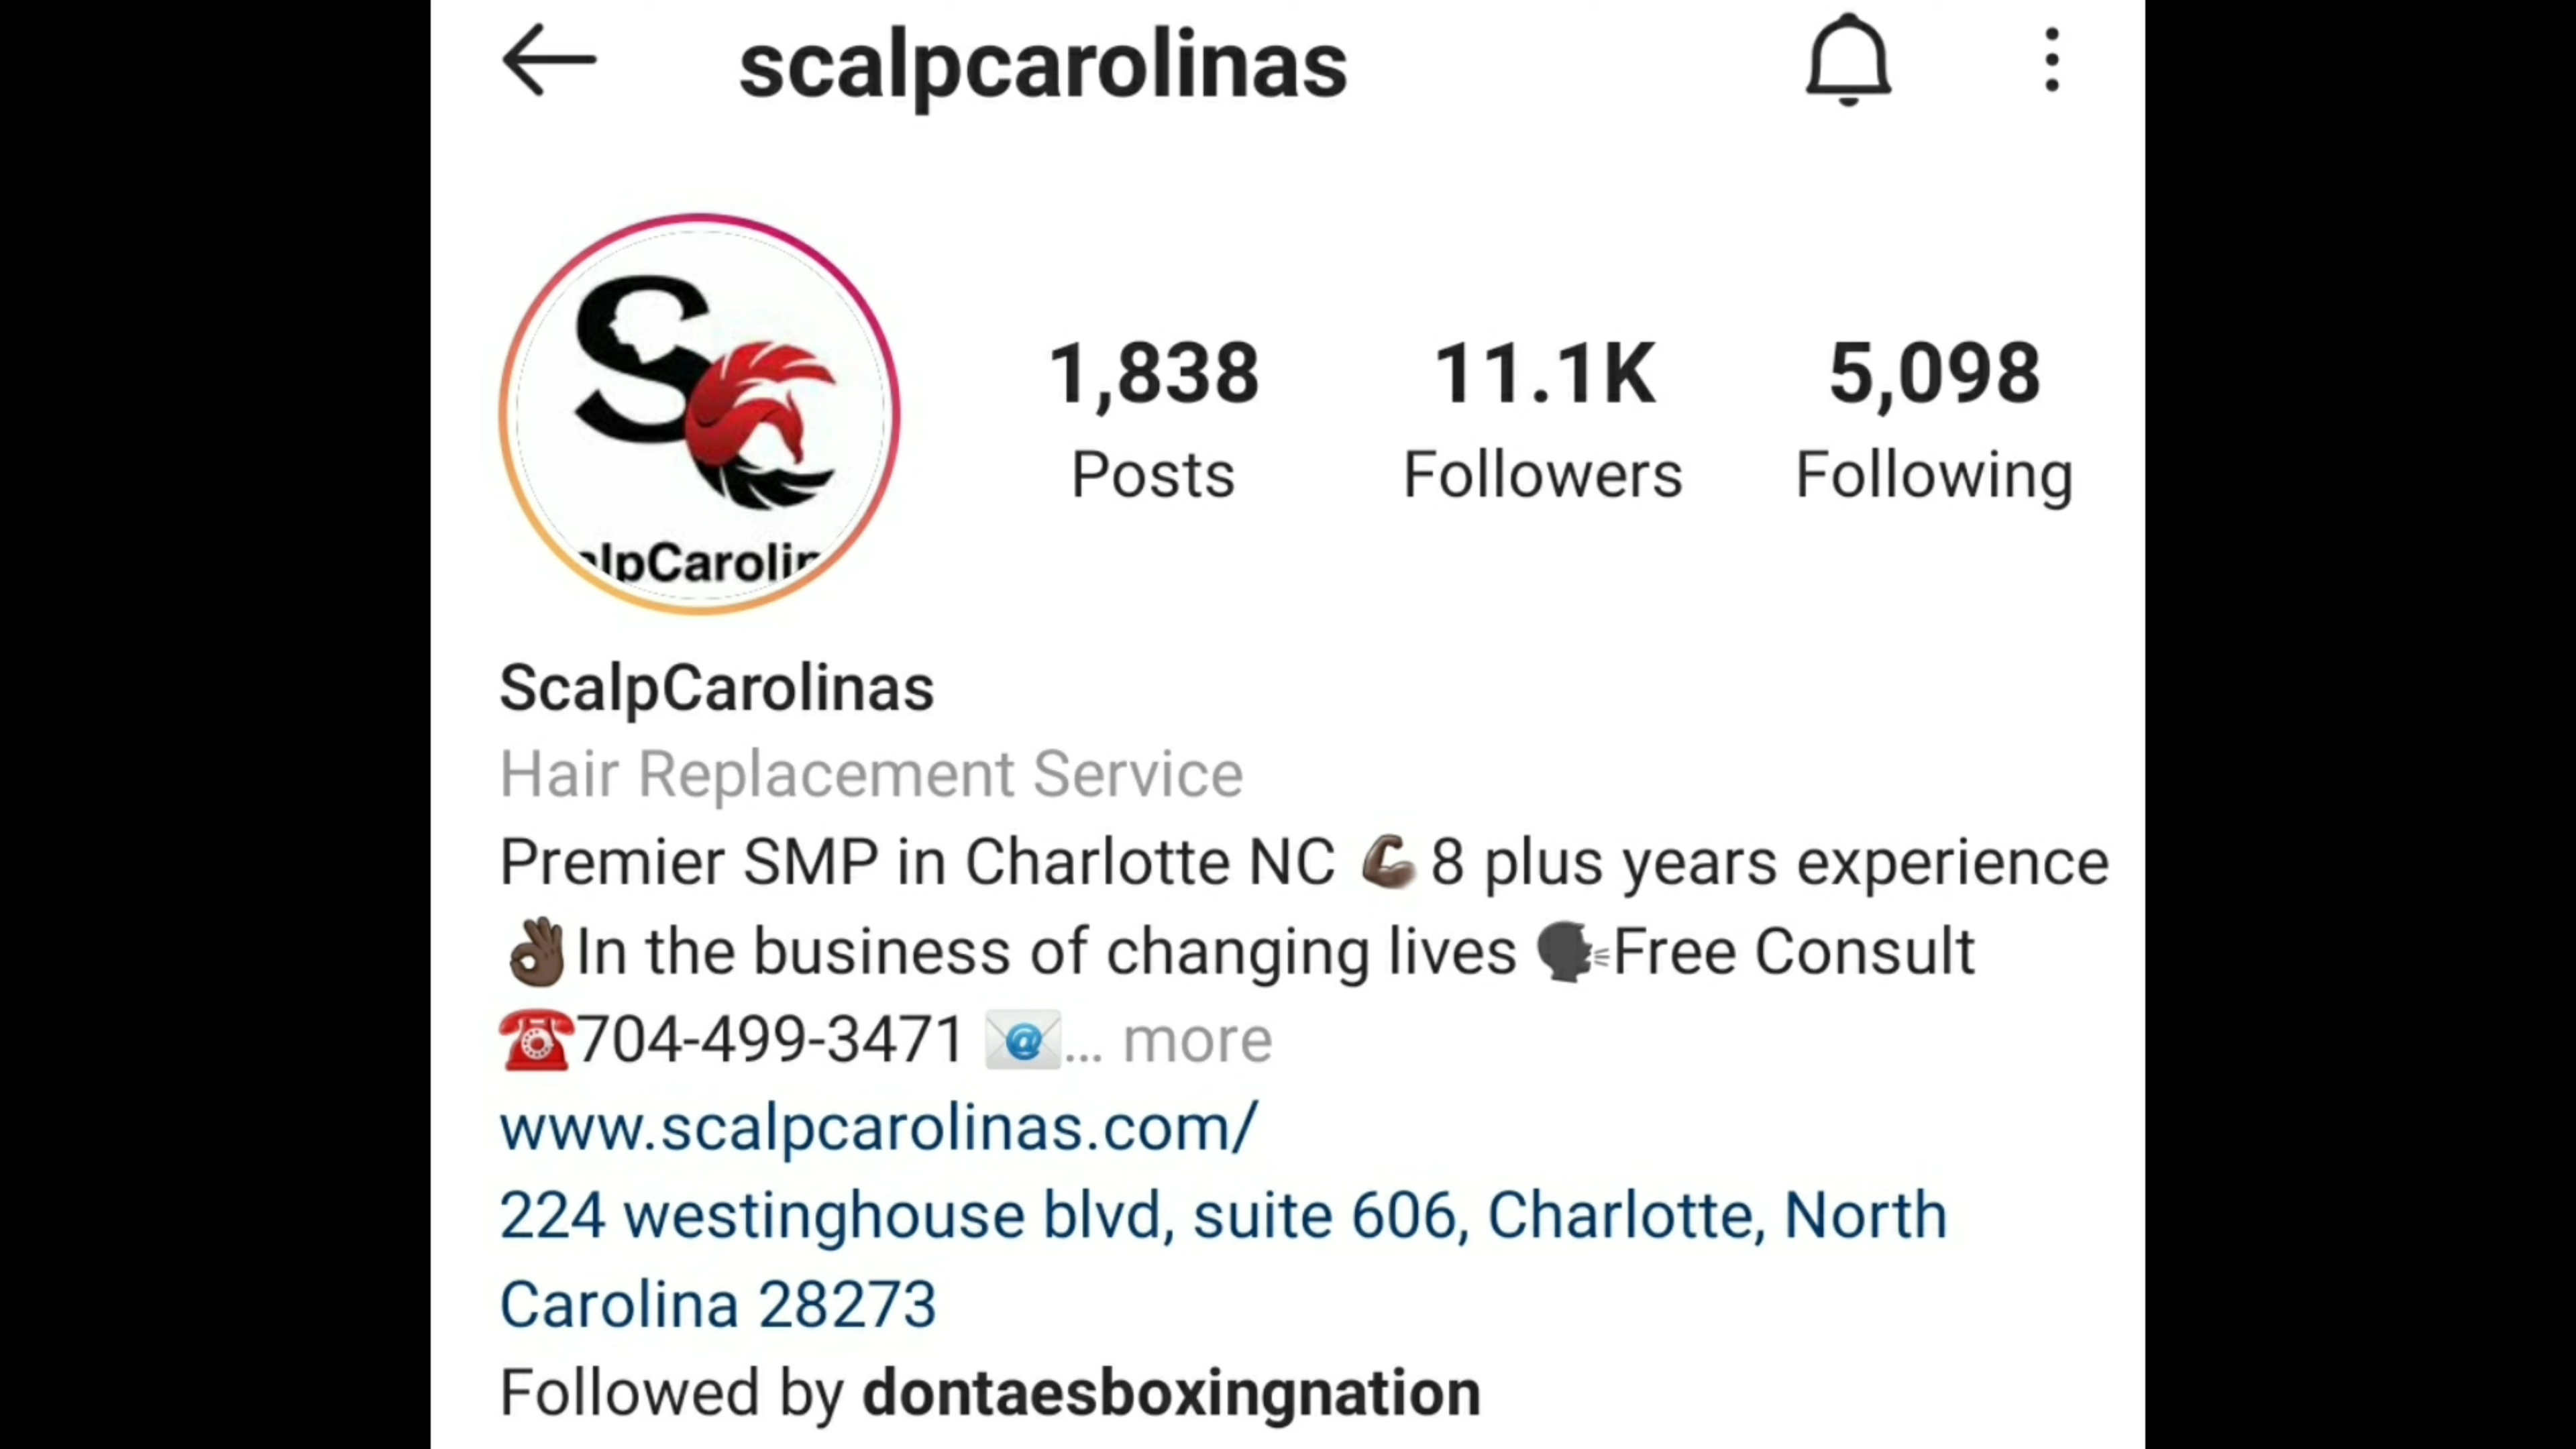 scalpcarolinas
SC
alpCarolin
1,838 11.1K 5,098
Posts Followers Following
ScalpCarolinas
Hair Replacement Service
Premier SMP in Charlotte NC 💪🏿 8 plus years experience
👌🏿In the business of changing lives 🗣Free Consult
☎️704-499-3471 📧... more
www.scalpcarolinas.com/
224 westinghouse blvd, suite 606, Charlotte, North
Carolina 28273
Followed by dontaesboxingnation